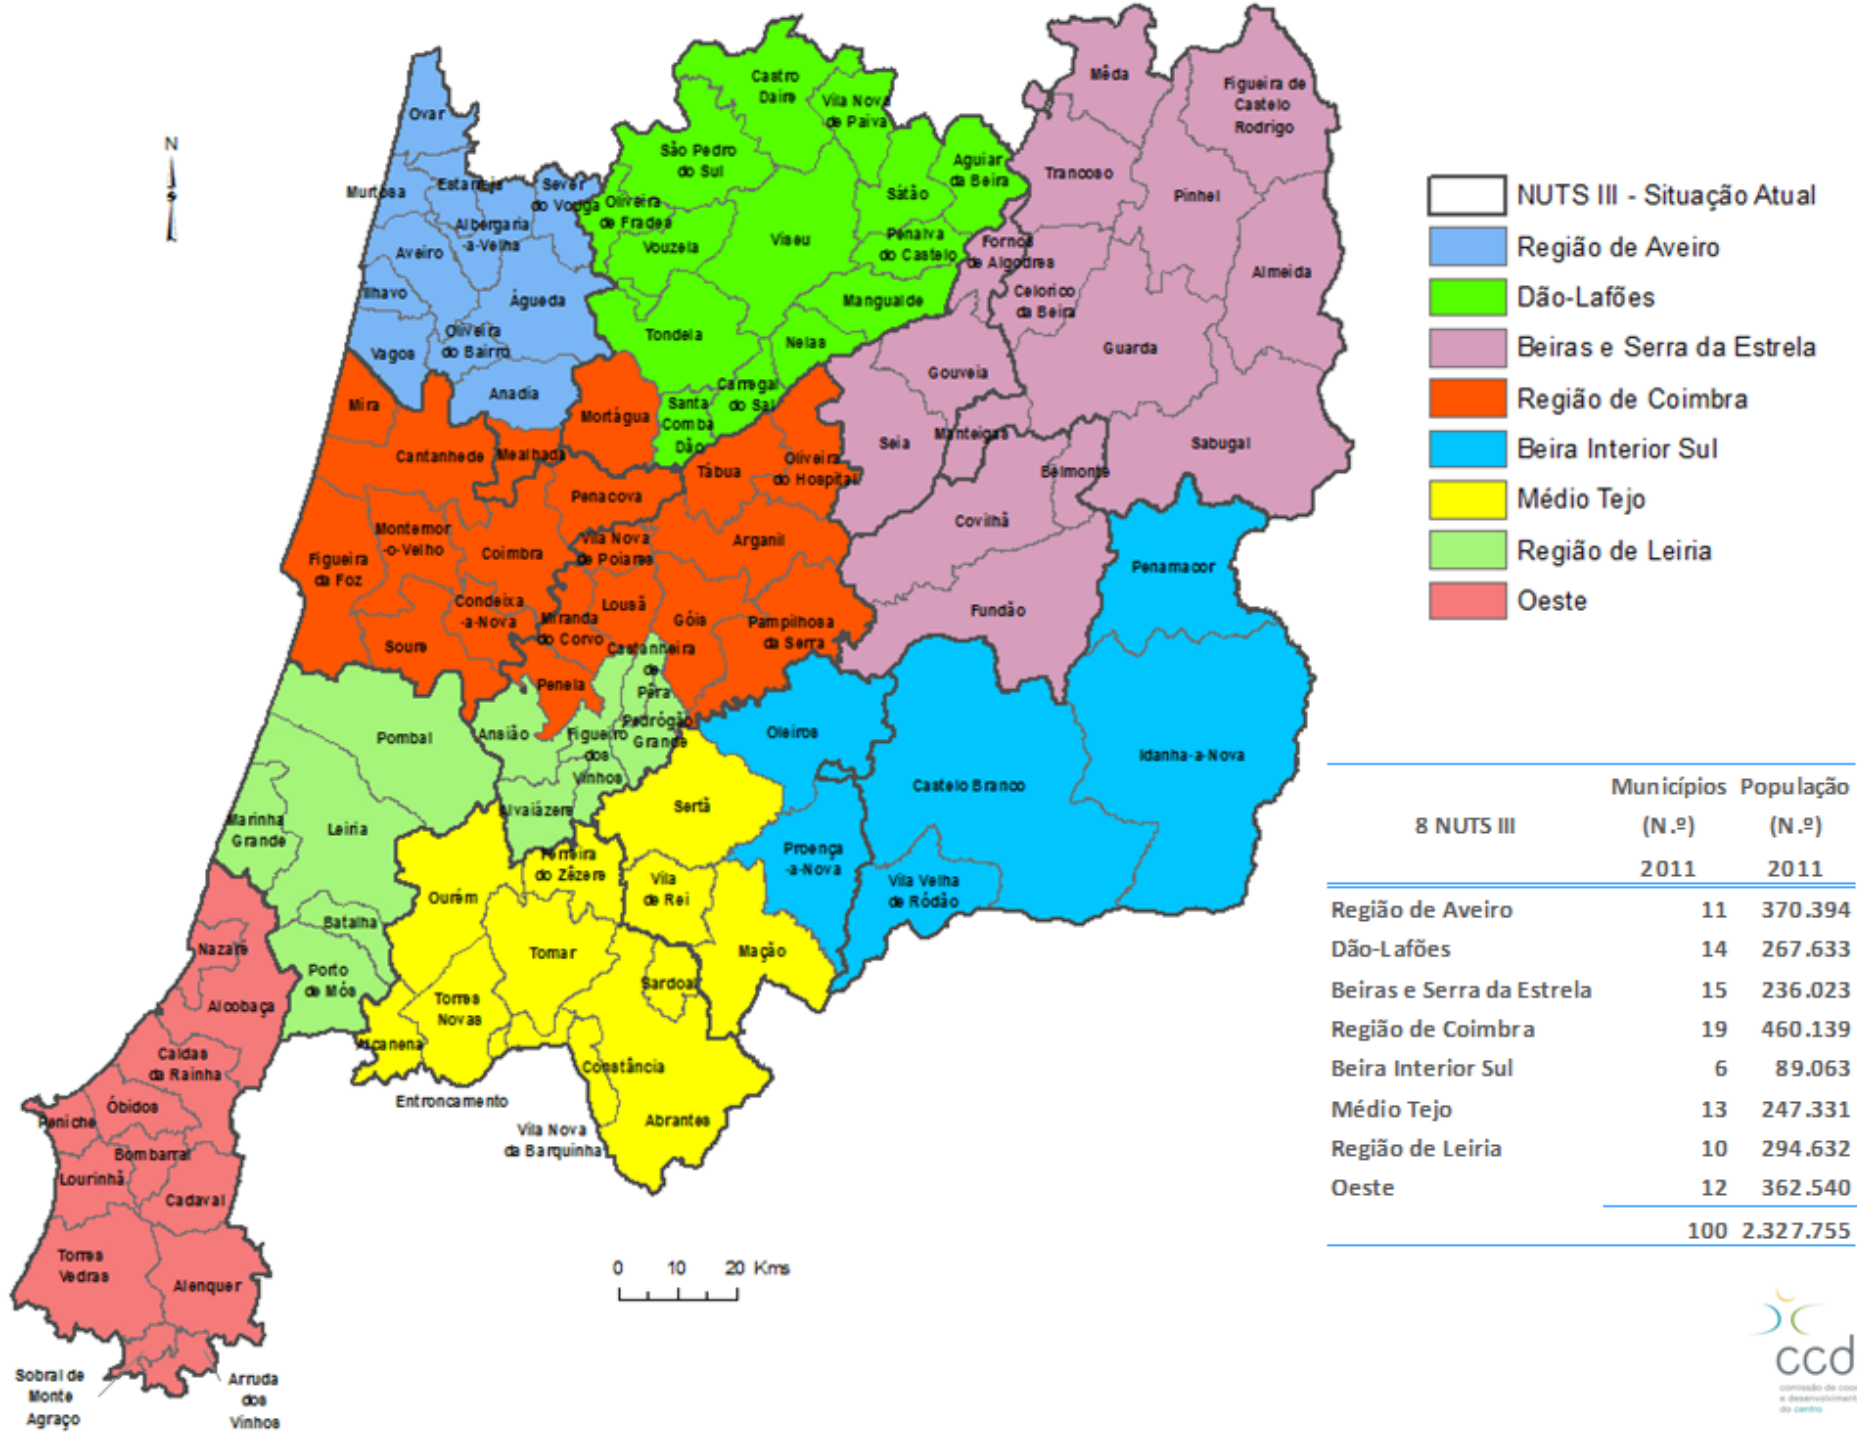 N
S
Ovar
Murtosa
Estarreja
Sever
do Vouga
Albergaria
-a-Velha
Aveiro
Ílhavo
Águeda
Oliveira
do Bairro
Vagos
Anadia
Castro
Daire
Vila Nova
de Paiva
São Pedro
do Sul
Aguiar
da Beira
Oliveira
de Frades
Sátão
Vouzela
Viseu
Penalva
do Castelo
Mangualde
Tondela
Nelas
Carregal
do Sal
Santa
Comba
Dão
Mêda
Figueira de
Castelo
Rodrigo
Trancoso
Pinhel
Fornos
de Algodres
Celorico
da Beira
Almeida
Guarda
Gouveia
Seia
Manteigas
Sabugal
Belmonte
Covilhã
Fundão
Mira
Mortágua
Cantanhede
Mealhada
Tábua
Oliveira
do Hospital
Penacova
Montemor
-o-Velho
Coimbra
Vila Nova
de Poiares
Arganil
Figueira
da Foz
Condeixa
-a-Nova
Lousã
Miranda
do Corvo
Góis
Pampilhosa
da Serra
Soure
Penela
Castanheira
de
Pêra
Pedrógão
Grande
Ansião
Figueiro
dos
Vinhos
Pombal
Alvaiázere
Marinha
Grande
Leiria
Batalha
Porto
de Mós
Penamacor
Oleiros
Idanha-a-Nova
Castelo Branco
Proença
-a-Nova
Vila Velha
de Ródão
Sertã
Ferreira
do Zêzere
Vila
de Rei
Ourém
Tomar
Mação
Sardoal
Torres
Novas
Alcanena
Constância
Entroncamento
Vila Nova
da Barquinha
Abrantes
Nazaré
Alcobaça
Caldas
da Rainha
Óbidos
Peniche
Bombarral
Lourinhã
Cadaval
Torres
Vedras
Alenquer
Sobral de
Monte
Agraço
Arruda
dos
Vinhos
0 10 20 Kms
NUTS III - Situação Atual
Região de Aveiro
Dão-Lafões
Beiras e Serra da Estrela
Região de Coimbra
Beira Interior Sul
Médio Tejo
Região de Leiria
Oeste
Municípios População
8 NUTS III (N.º) (N.º)
2011 2011
Região de Aveiro 11 370.394
Dão-Lafões 14 267.633
Beiras e Serra da Estrela 15 236.023
Região de Coimbra 19 460.139
Beira Interior Sul 6 89.063
Médio Tejo 13 247.331
Região de Leiria 10 294.632
Oeste 12 362.540
100 2.327.755
ccd
comissão de coor
e desenvolviment
do centro